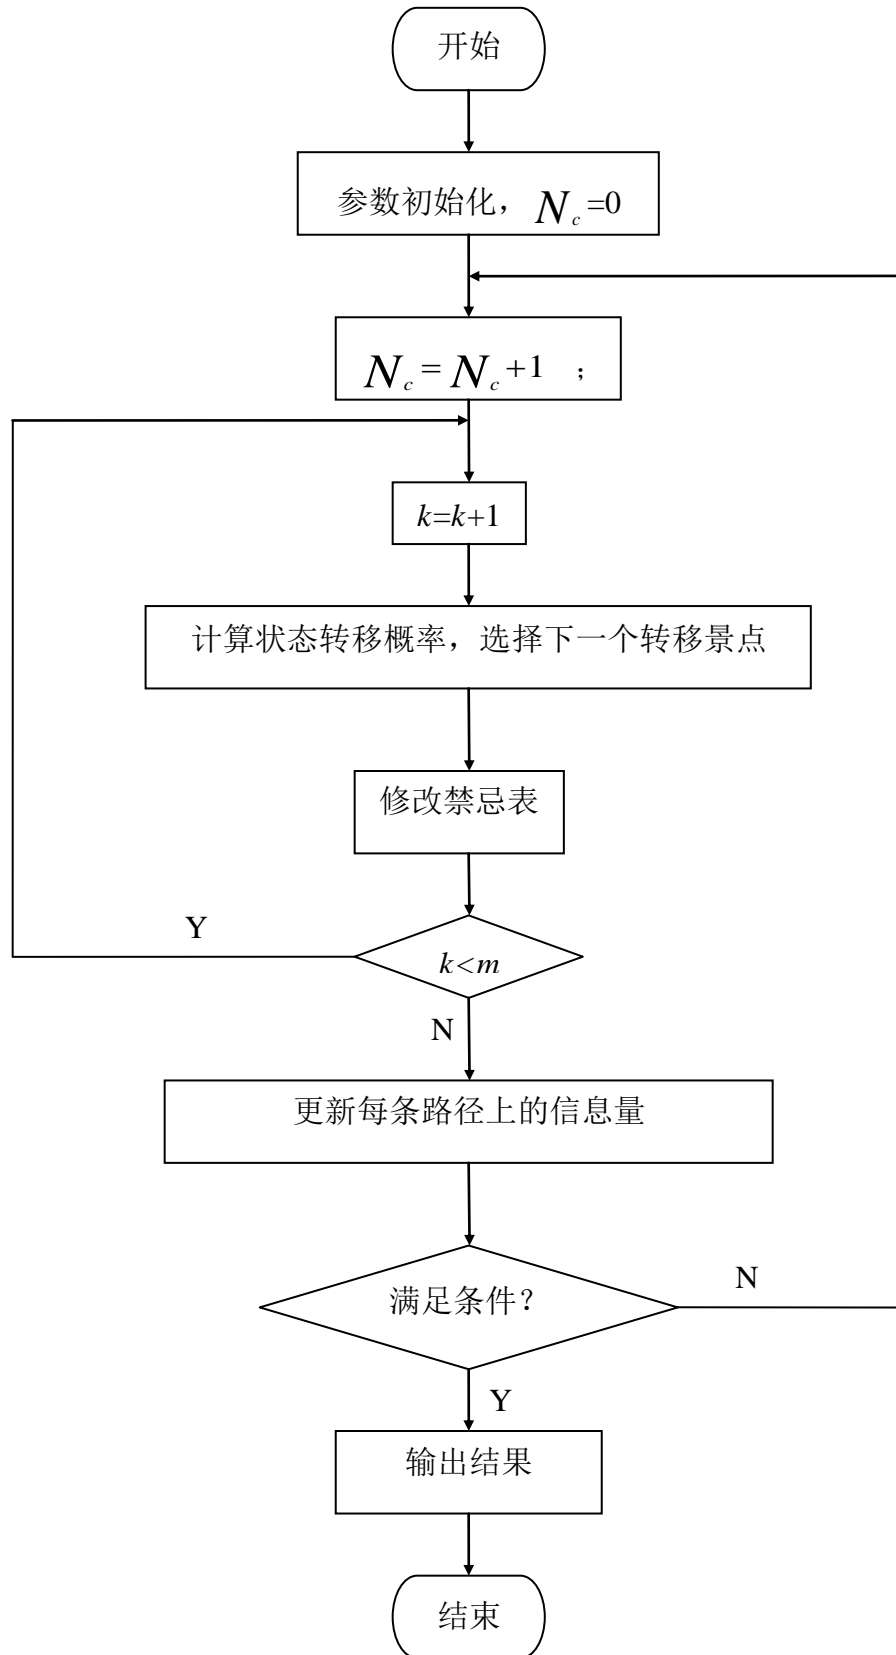 开始
参数初始化，N_c=0
N_c = N_c +1 ；
k=k+1
计算状态转移概率，选择下一个转移景点
修改禁忌表
Y
k<m
N
更新每条路径上的信息量
N
满足条件？
Y
输出结果
结束